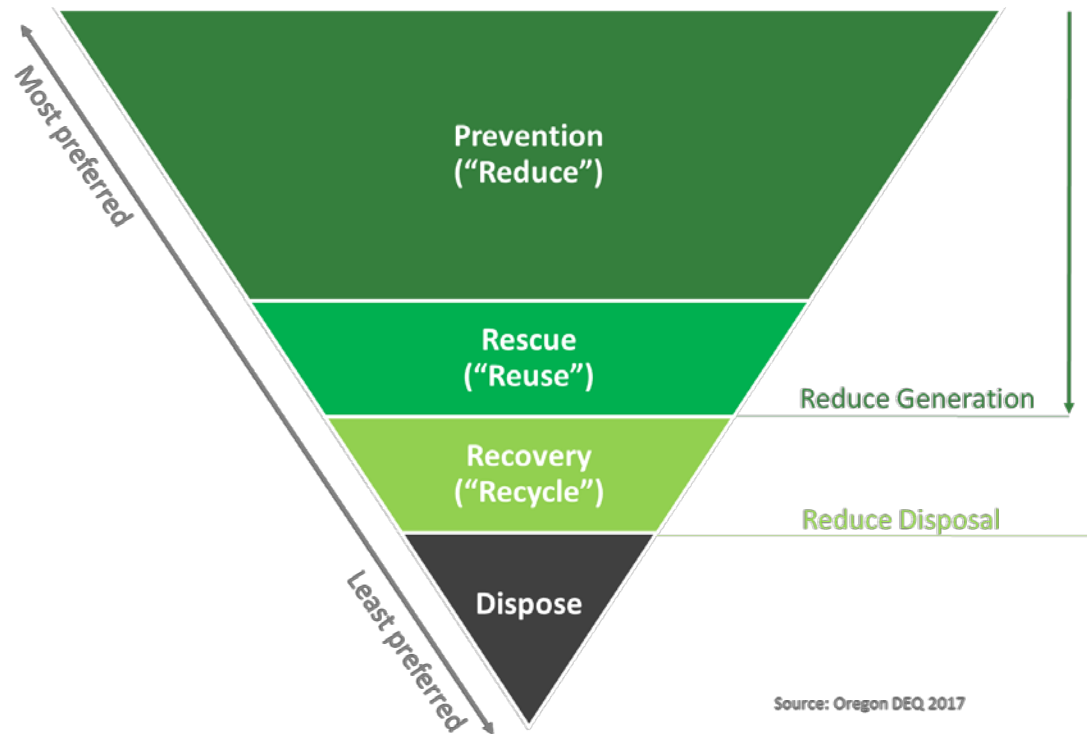 Most preferred
Prevention
(“Reduce”)
Rescue
(“Reuse”)
Reduce Generation
Recovery
(“Recycle”)
Reduce Disposal
Least preferred
Dispose
Source: Oregon DEQ 2017